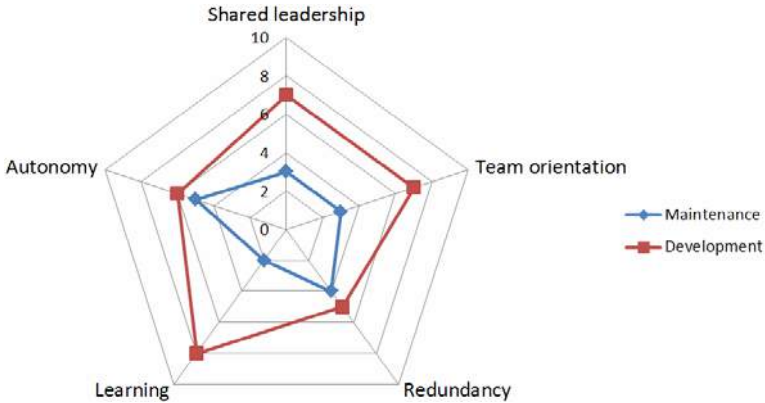 Shared leadership
10
8
6
4
2
0
Autonomy
Team orientation
Maintenance
Development
Learning
Redundancy